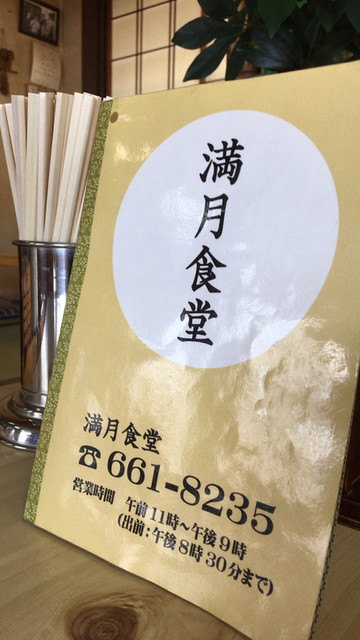 満月食堂
満月食堂
☎661-8235
営業時間 午前11時〜午後9時
(出前:午後8時30分まで)